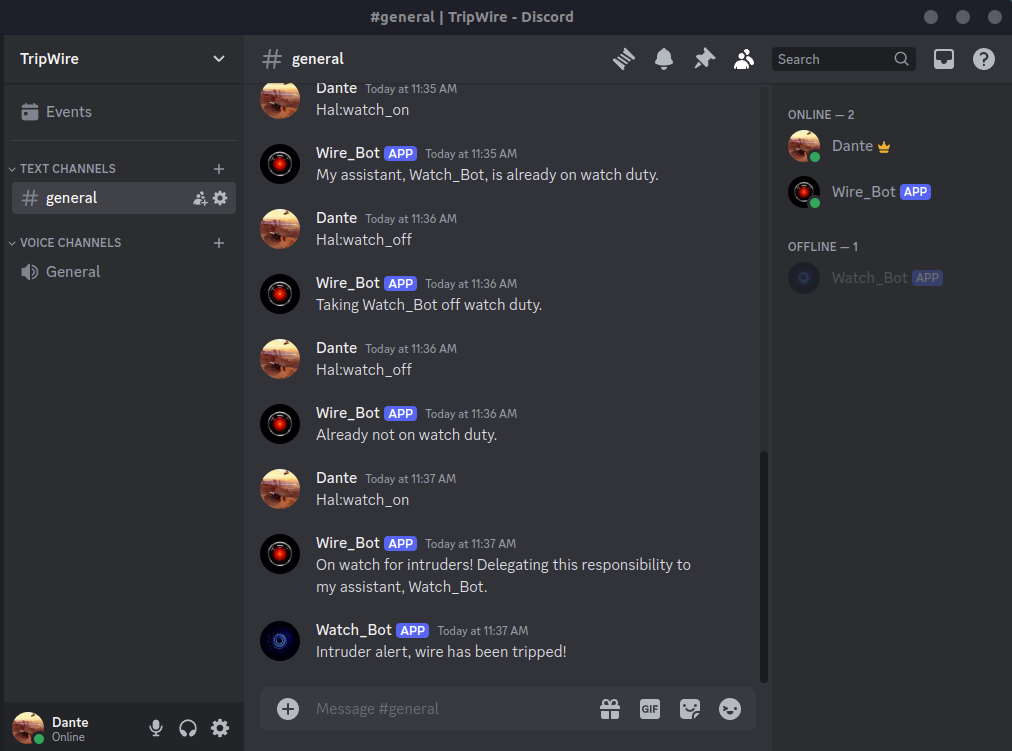 #general | TripWire - Discord
TripWire
# general
Search
Events
TEXT CHANNELS
# general
VOICE CHANNELS
General
Dante Today at 11:35 AM
Hal:watch_on
Wire_Bot APP Today at 11:35 AM
My assistant, Watch_Bot, is already on watch duty.
Dante Today at 11:36 AM
Hal:watch_off
Wire_Bot APP Today at 11:36 AM
Taking Watch_Bot off watch duty.
Dante Today at 11:36 AM
Hal:watch_off
Wire_Bot APP Today at 11:36 AM
Already not on watch duty.
Dante Today at 11:37 AM
Hal:watch_on
Wire_Bot APP Today at 11:37 AM
On watch for intruders! Delegating this responsibility to
my assistant, Watch_Bot.
Watch_Bot APP Today at 11:37 AM
Intruder alert, wire has been tripped!
Message #general
GIF
ONLINE — 2
Dante
Wire_Bot APP
OFFLINE — 1
Watch_Bot APP
Dante
Online